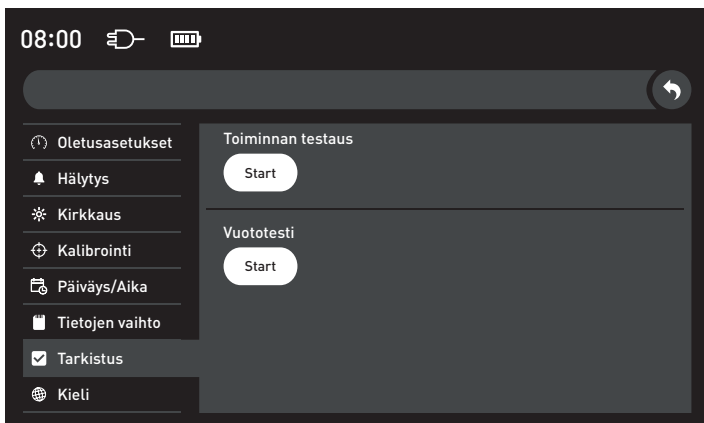 08:00
Oletusasetukset
Hälytys
Kirkkaus
Kalibrointi
Päiväys/Aika
Tietojen vaihto
Tarkistus
Kieli
Toiminnan testaus
Start
Vuototesti
Start